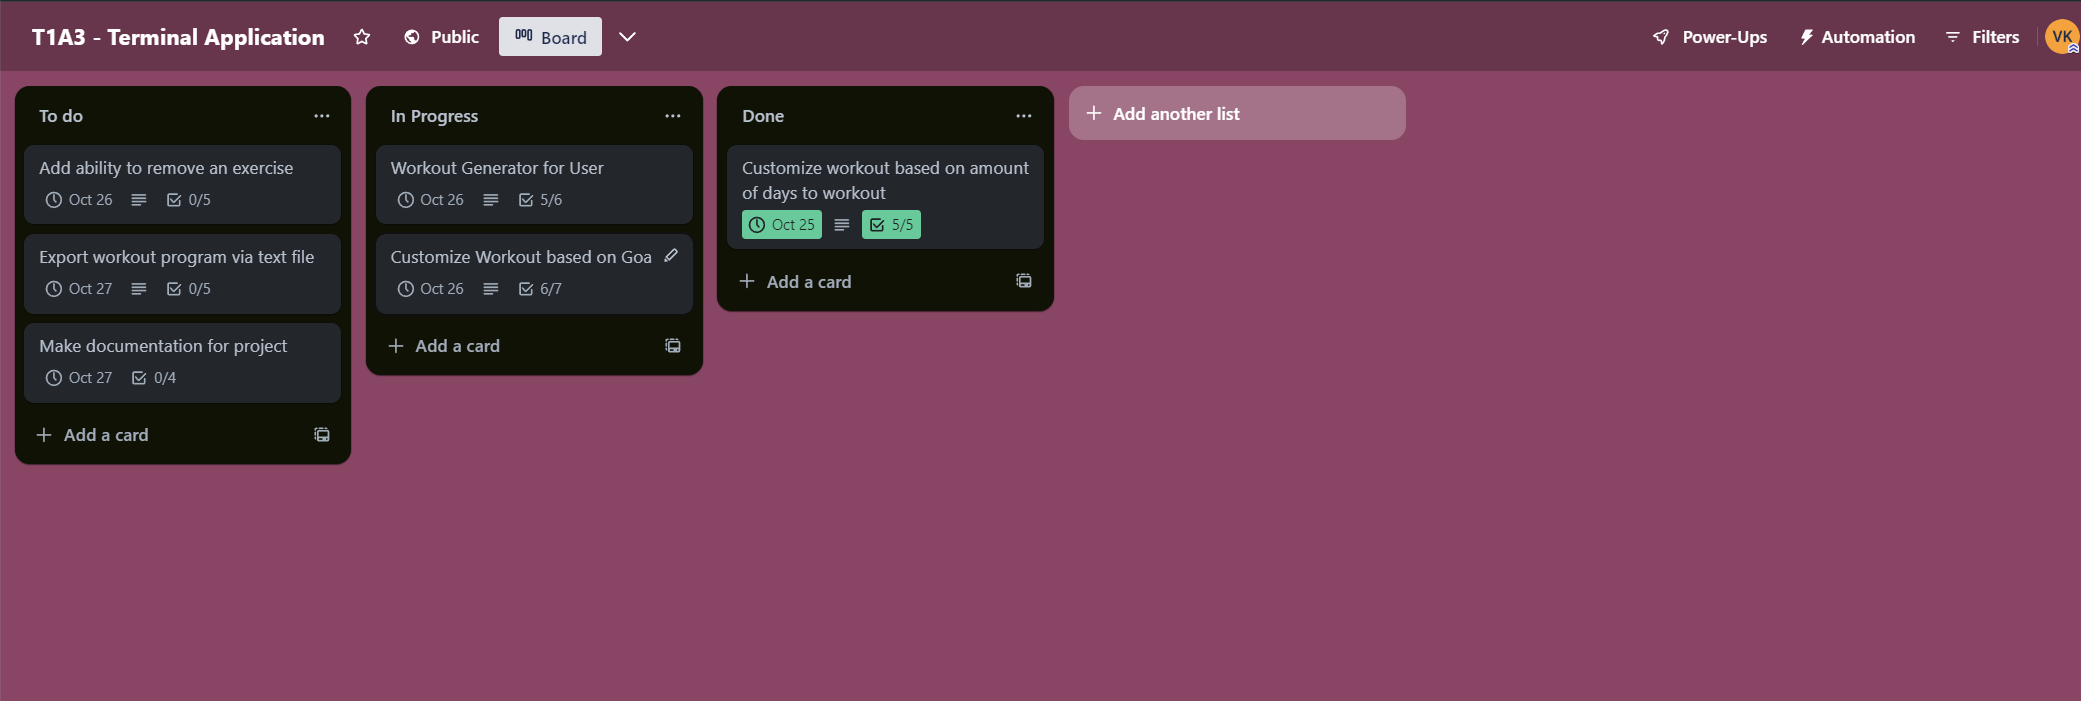 T1A3 - Terminal Application
Public
Board
Power-Ups
Automation
Filters
VK
To do
Add ability to remove an exercise
Oct 26
0/5
Export workout program via text file
Oct 27
0/5
Make documentation for project
Oct 27
0/4
Add a card
In Progress
Workout Generator for User
Oct 26
5/6
Customize Workout based on Goa
Oct 26
6/7
Add a card
Done
Customize workout based on amount
of days to workout
Oct 25
5/5
Add a card
Add another list